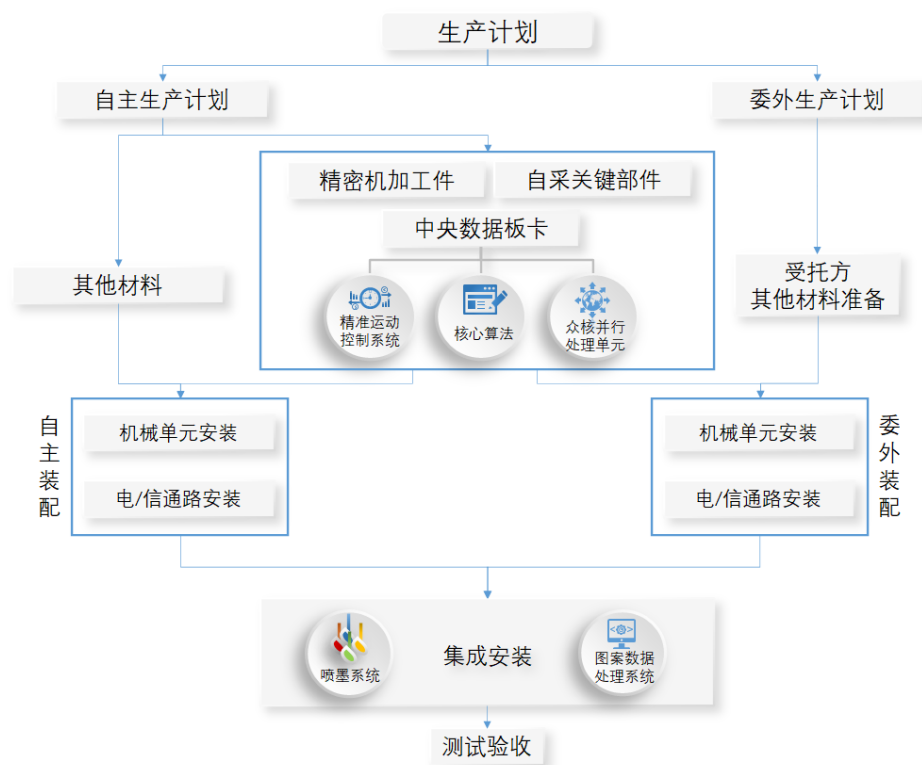 生产计划
自主生产计划
委外生产计划
精密机加工件
自采关键部件
中央数据板卡
其他材料
受托方
其他材料准备
精准运动
控制系统
核心算法
众核并行
处理单元
自主装配
机械单元安装
电/信通路安装
机械单元安装
电/信通路安装
委外装配
喷墨系统
集成安装
图案数据
处理系统
测试验收